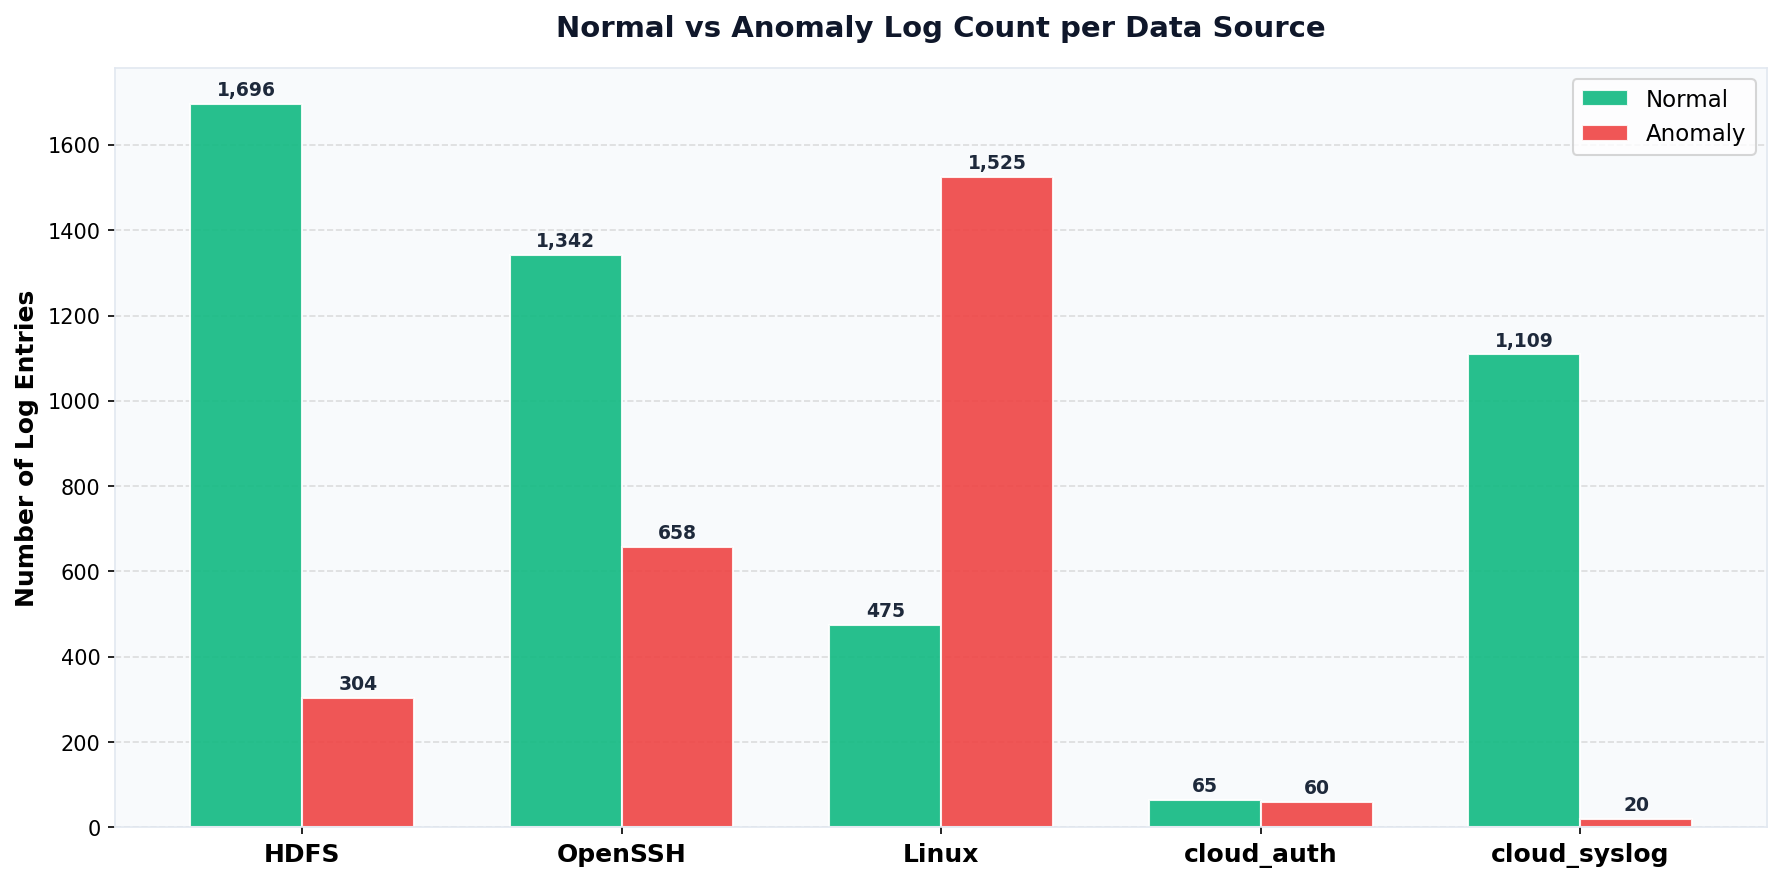 Normal vs Anomaly Log Count per Data Source
Normal
Anomaly
Number of Log Entries
1600
1400
1200
1000
800
600
400
200
0
1,696
304
1,342
658
475
1,525
65
60
1,109
20
HDFS
OpenSSH
Linux
cloud_auth
cloud_syslog